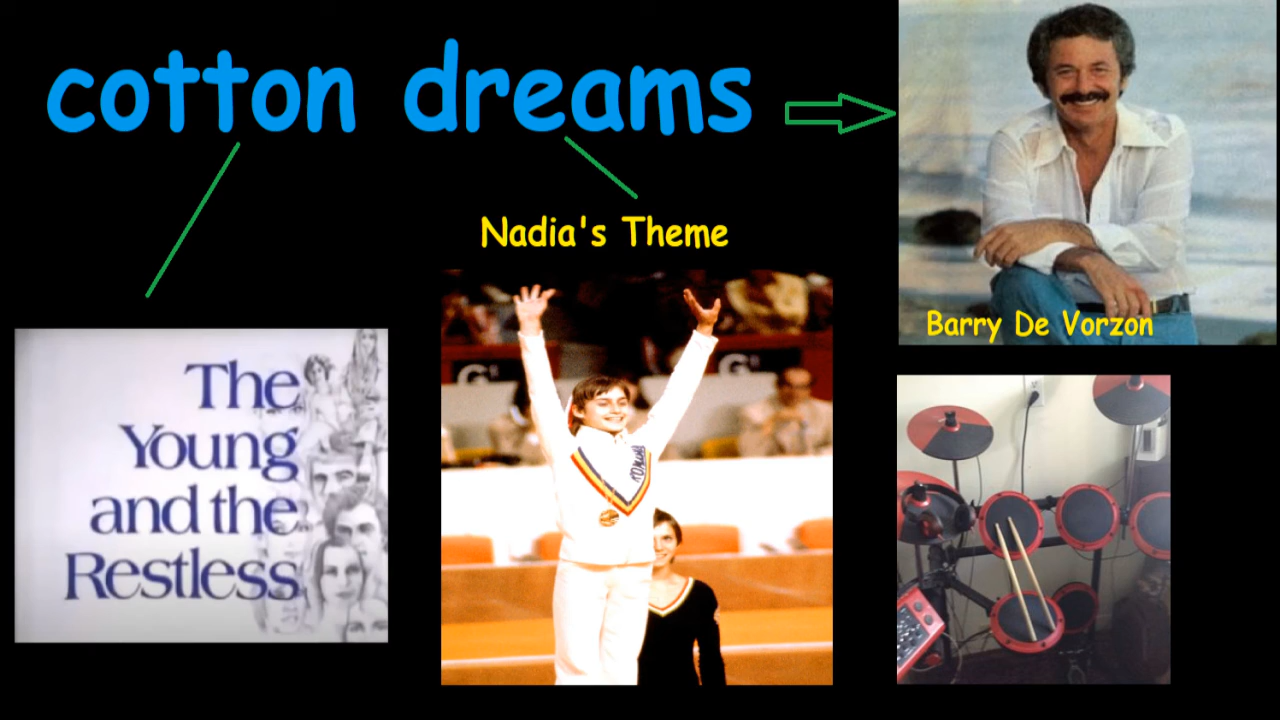 cotton dreams
Nadia's Theme
Barry De Vorzon
The
Young
and the
Restless